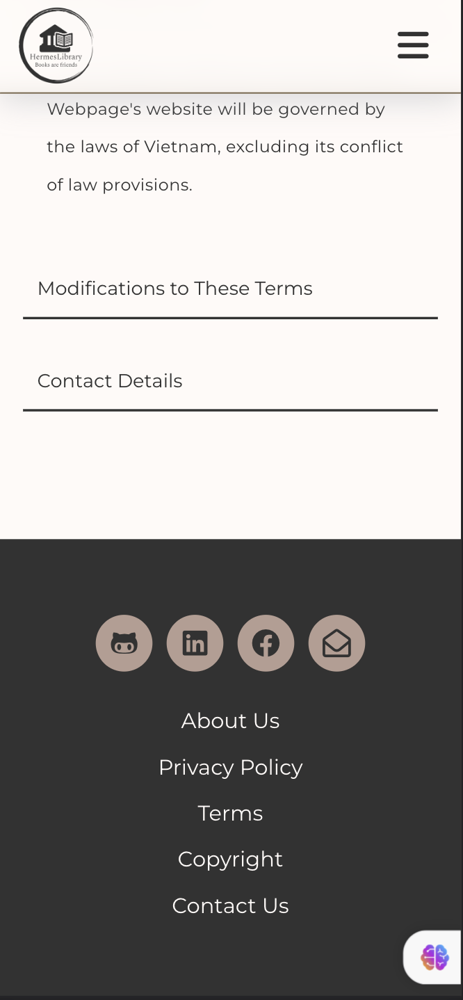 HermesLibrary
Books are friends
Webpage's website will be governed by
the laws of Vietnam, excluding its conflict
of law provisions.
Modifications to These Terms
Contact Details
in
About Us
Privacy Policy
Terms
Copyright
Contact Us